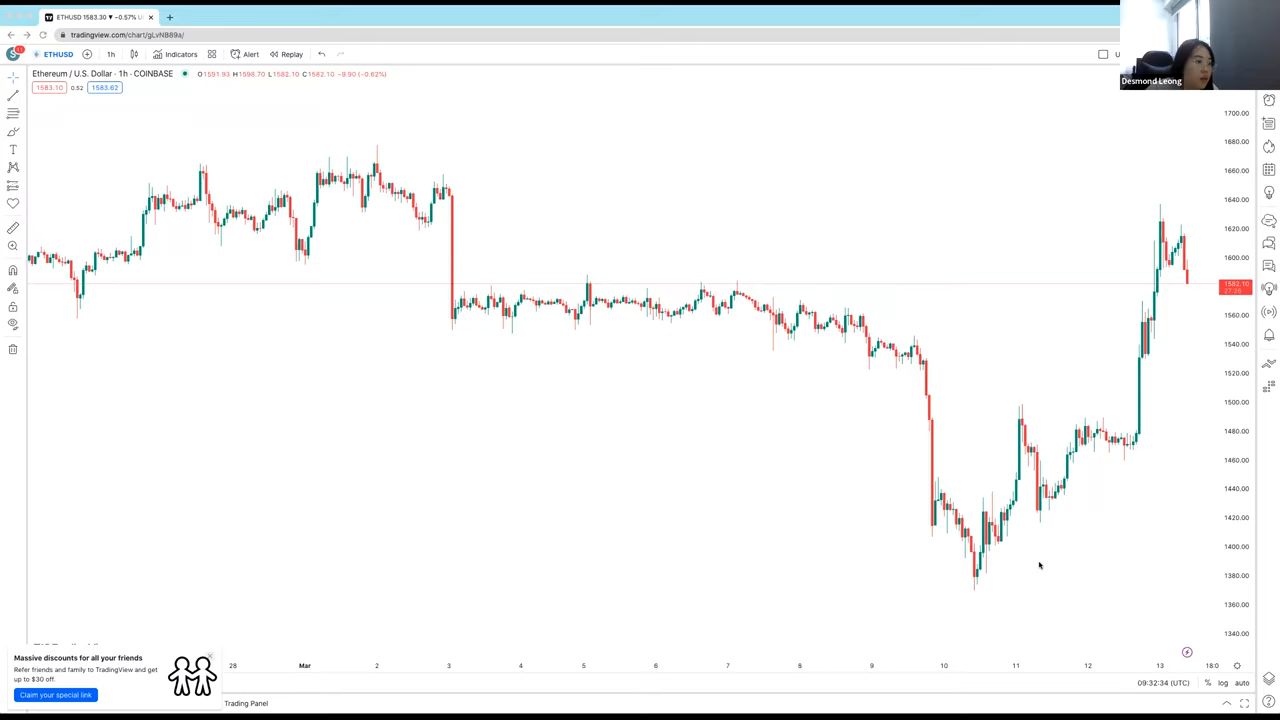 ETHUSD 1583.30 ▼ −0.57%
tradingview.com/chart/gLvNB89a/
S 11 ETHUSD 1h Indicators Alert Replay
Ethereum / U.S. Dollar · 1h · COINBASE O1591.93 H1598.70 L1582.10 C1582.10 −9.90 (−0.62%)
1583.10 0.52 1583.62
Desmond Leong
1700.00
1680.00
1660.00
1640.00
1620.00
1600.00
1582.10
27:26
1560.00
1540.00
1520.00
1500.00
1480.00
1460.00
1440.00
1420.00
1400.00
1380.00
1360.00
1340.00
Massive discounts for all your friends
Refer friends and family to TradingView and get
up to $30 off.
Claim your special link
28 Mar 2 3 4 5 6 7 8 9 10 11 12 13 18:0
09:32:34 (UTC) % log auto
Trading Panel